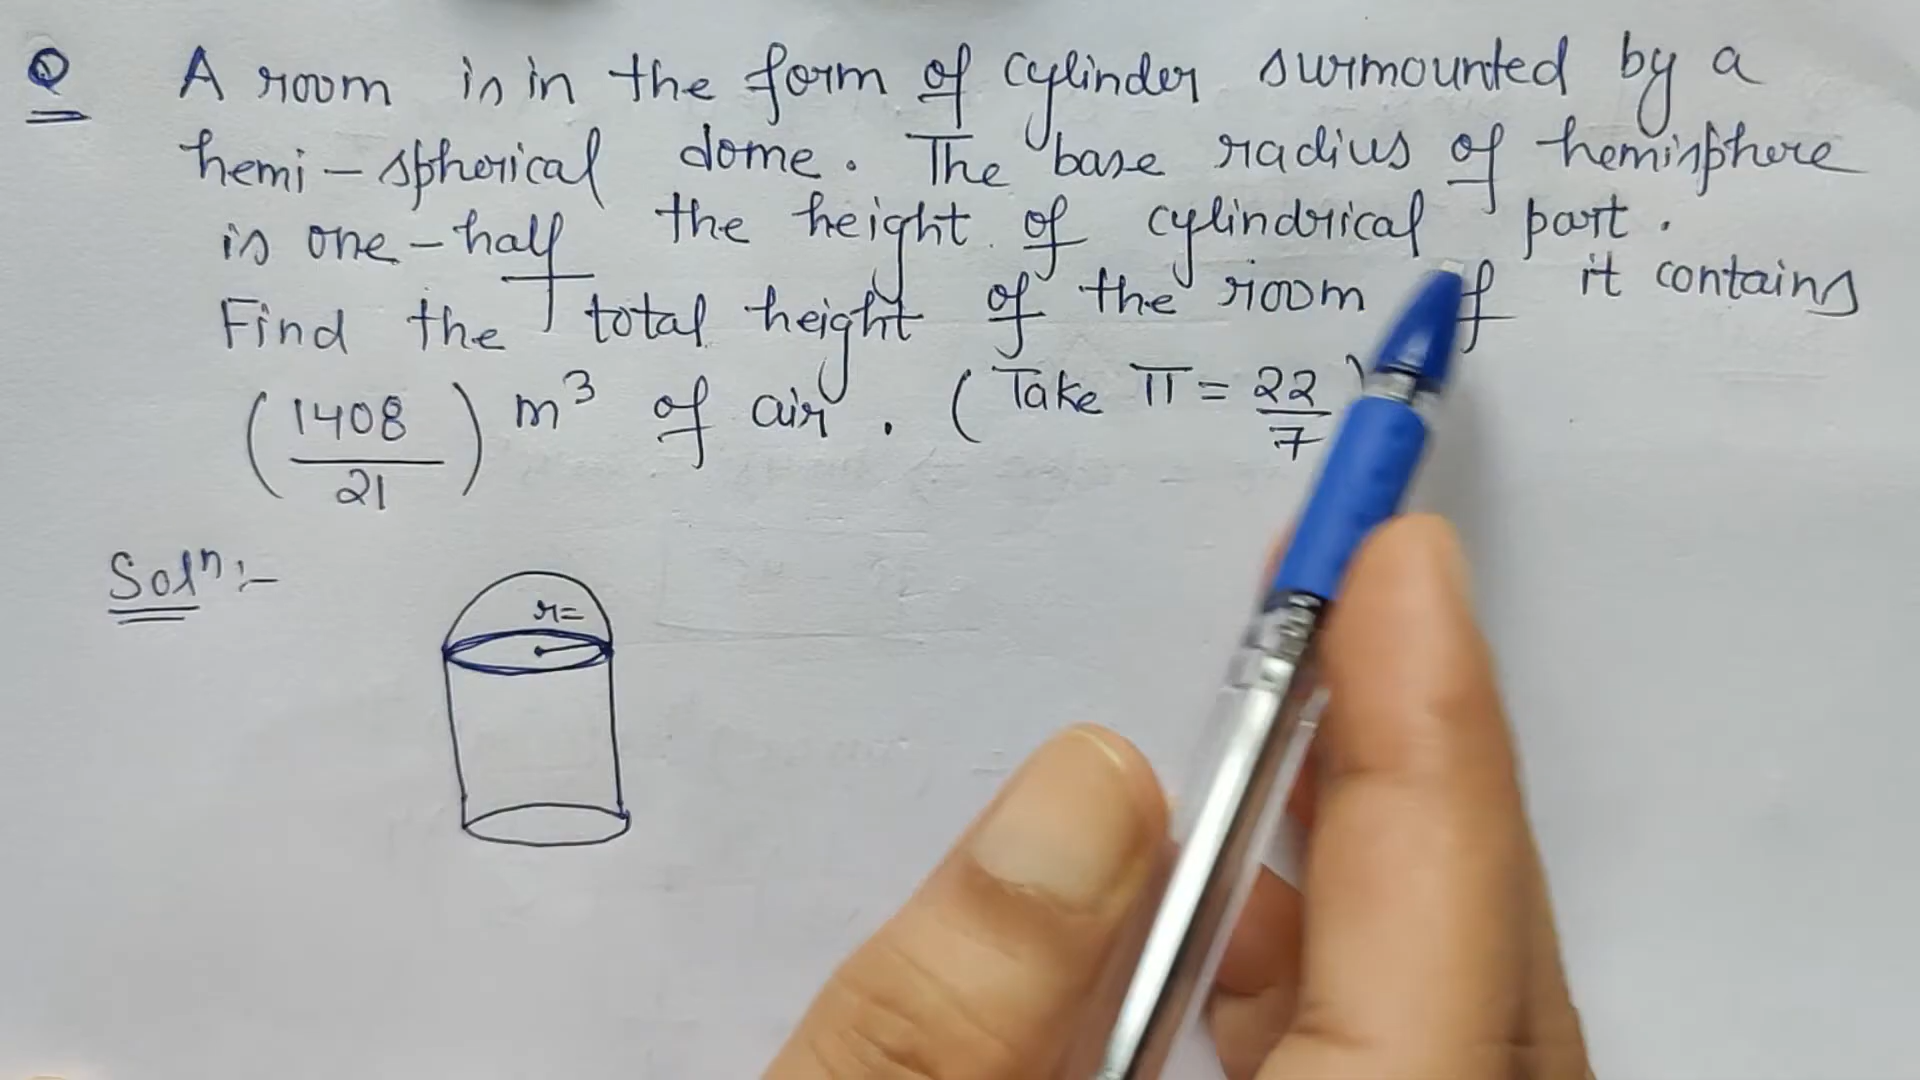 Q A room is in the form of cylinder surmounted by a
hemi-spherical dome. The base radius of hemisphere
is one-half the height of cylindrical part.
Find the total height of the room if it contains
(1408/21) m³ of air. (Take π = 22/7)
Solⁿ:-
r=